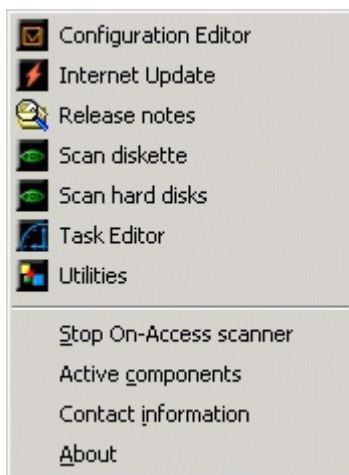 Configuration Editor
Internet Update
Release notes
Scan diskette
Scan hard disks
Task Editor
Utilities
Stop On-Access scanner
Active components
Contact information
About